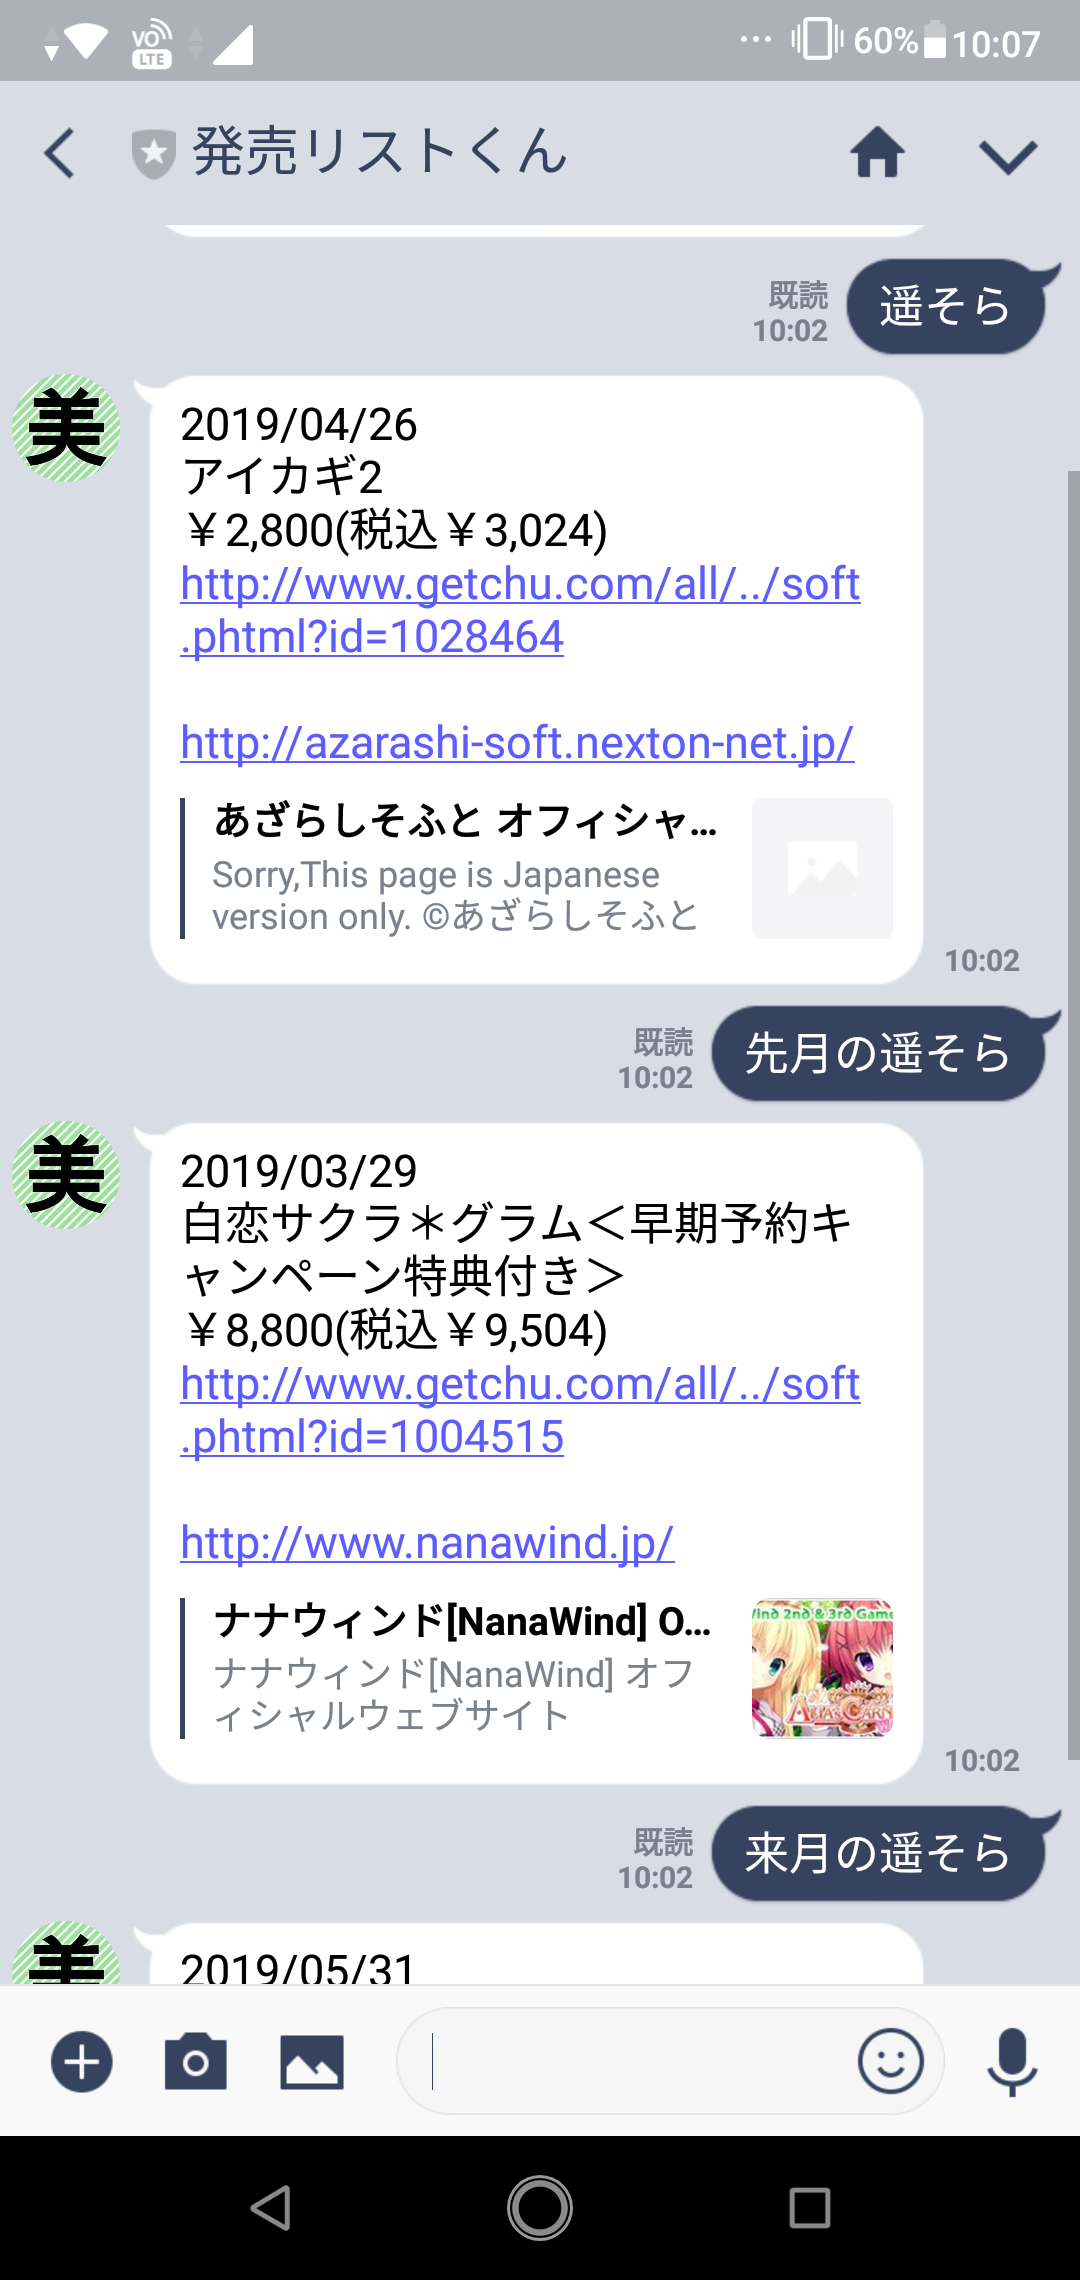 VO LTE
... 60% 10:07
発売リストくん
既読
10:02
遥そら
美
2019/04/26
アイカギ2
￥2,800(税込￥3,024)
http://www.getchu.com/all/../soft
.phtml?id=1028464
http://azarashi-soft.nexton-net.jp/
あざらしそふと オフィシャ...
Sorry,This page is Japanese
version only. ©あざらしそふと
10:02
既読
10:02
先月の遥そら
美
2019/03/29
白恋サクラ＊グラム＜早期予約キ
ャンペーン特典付き＞
￥8,800(税込￥9,504)
http://www.getchu.com/all/../soft
.phtml?id=1004515
http://www.nanawind.jp/
ナナウィンド[NanaWind] O...
ナナウィンド[NanaWind] オフ
ィシャルウェブサイト
10:02
既読
10:02
来月の遥そら
美
2019/05/31